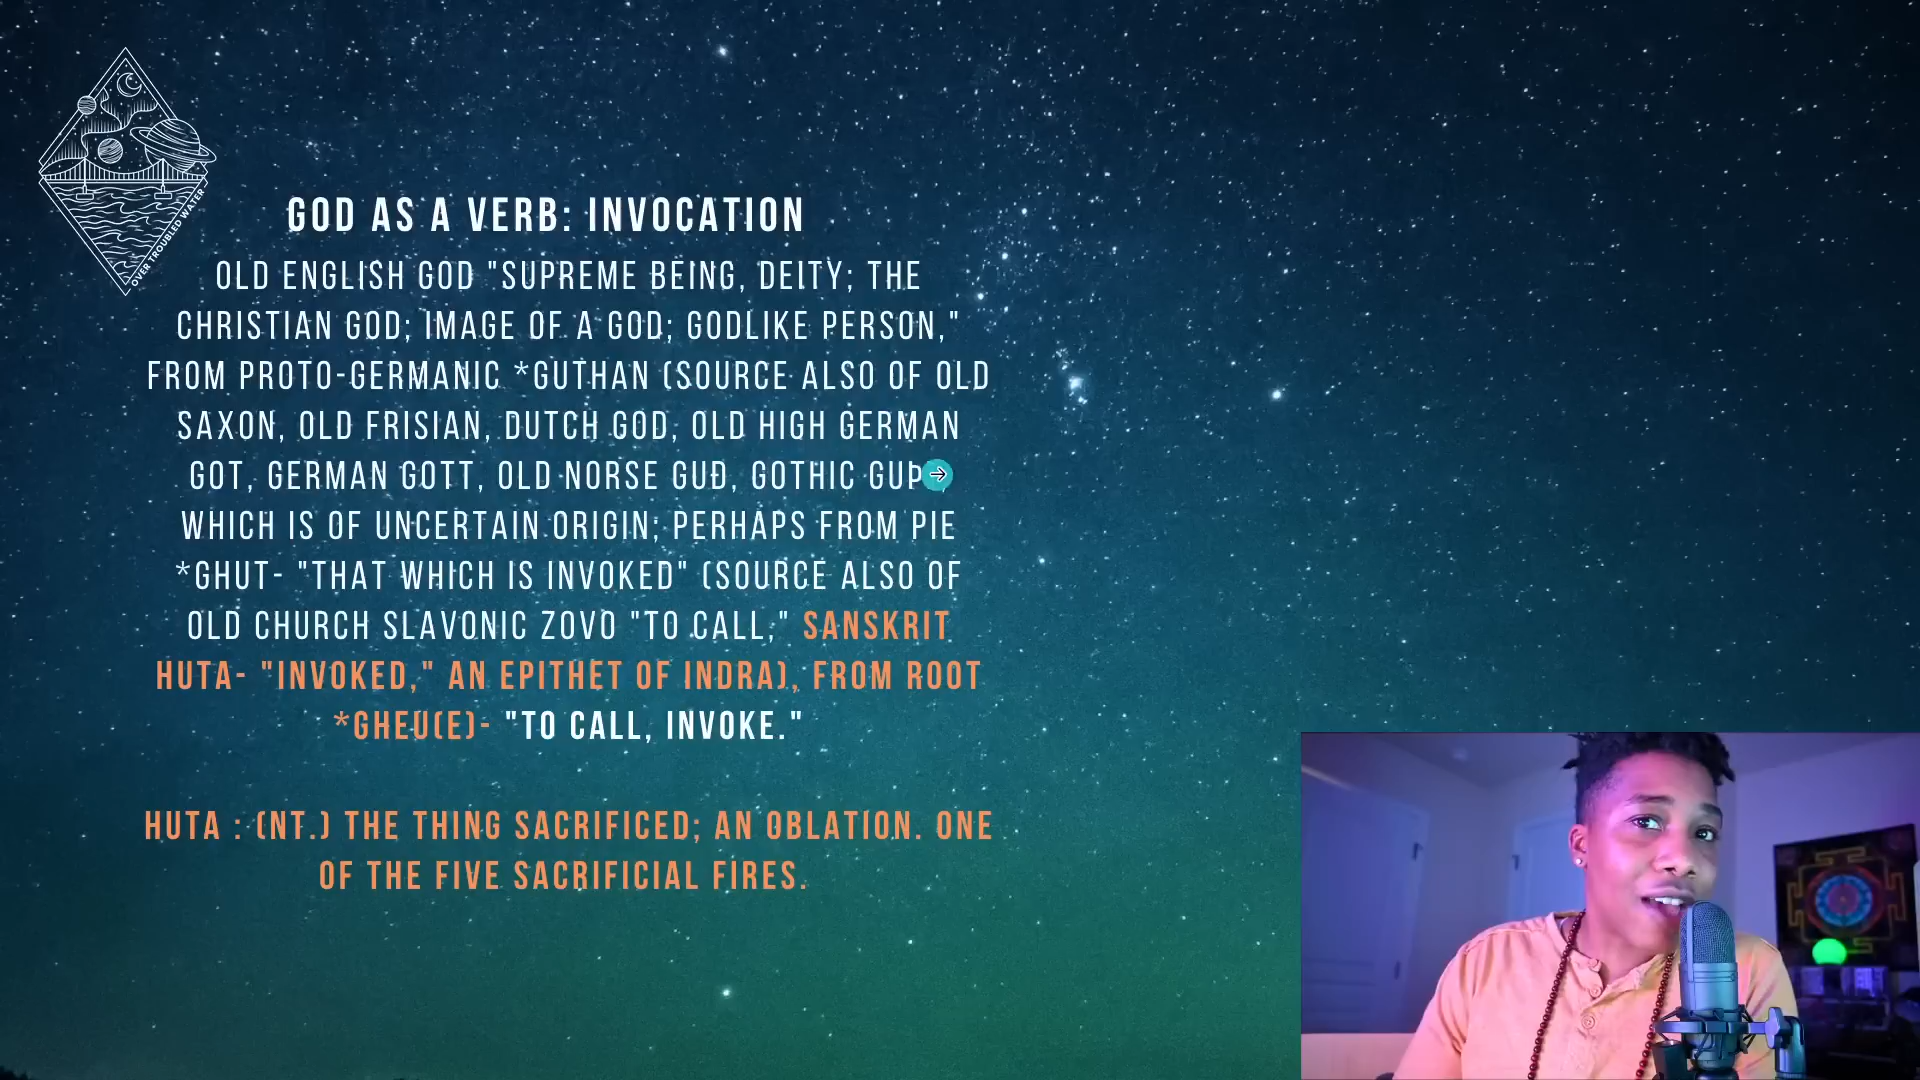 OVER TROUBLED WATER
GOD AS A VERB: INVOCATION
OLD ENGLISH GOD "SUPREME BEING, DEITY; THE
CHRISTIAN GOD; IMAGE OF A GOD; GODLIKE PERSON,"
FROM PROTO-GERMANIC *GUTHAN (SOURCE ALSO OF OLD
SAXON, OLD FRISIAN, DUTCH GOD, OLD HIGH GERMAN
GOT, GERMAN GOTT, OLD NORSE GUÐ, GOTHIC GUÞ,
WHICH IS OF UNCERTAIN ORIGIN; PERHAPS FROM PIE
*GHUT- "THAT WHICH IS INVOKED" (SOURCE ALSO OF
OLD CHURCH SLAVONIC ZOVO "TO CALL," SANSKRIT
HUTA- "INVOKED," AN EPITHET OF INDRA), FROM ROOT
*GHEU(E)- "TO CALL, INVOKE."
HUTA : (NT.) THE THING SACRIFICED; AN OBLATION. ONE
OF THE FIVE SACRIFICIAL FIRES.